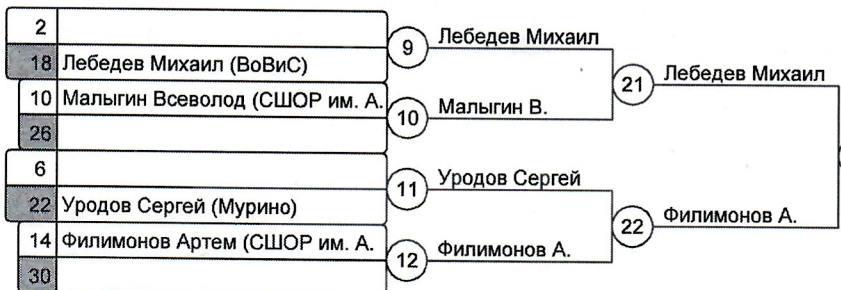 2
18 Лебедев Михаил (ВоВиС)
10 Малыгин Всеволод (СШОР им. А.
26
6
22 Уродов Сергей (Мурино)
14 Филимонов Артем (СШОР им. А.
30
9 Лебедев Михаил
10 Малыгин В.
11 Уродов Сергей
12 Филимонов А.
21 Лебедев Михаил
22 Филимонов А.